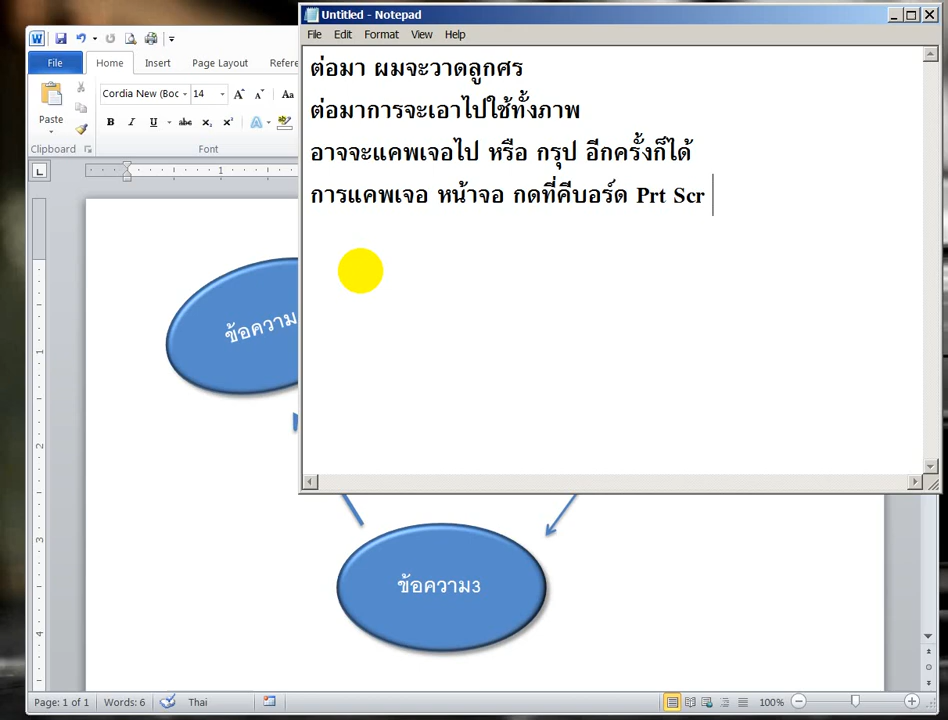 Untitled - Notepad
File Edit Format View Help
ต่อมา ผมจะวาดลูกศร
ต่อมาการจะเอาไปใช้ทั้งภาพ
อาจจะแคพเจอไป หรือ กรุป อีกครั้งก็ได้
การแคพเจอ หน้าจอ กดที่คีบอร์ด Prt Scr
File Home Insert Page Layout
Cordia New (Boc 14
Paste
Clipboard Font
ข้อความ
ข้อความ3
Page: 1 of 1 Words: 6 Thai 100%